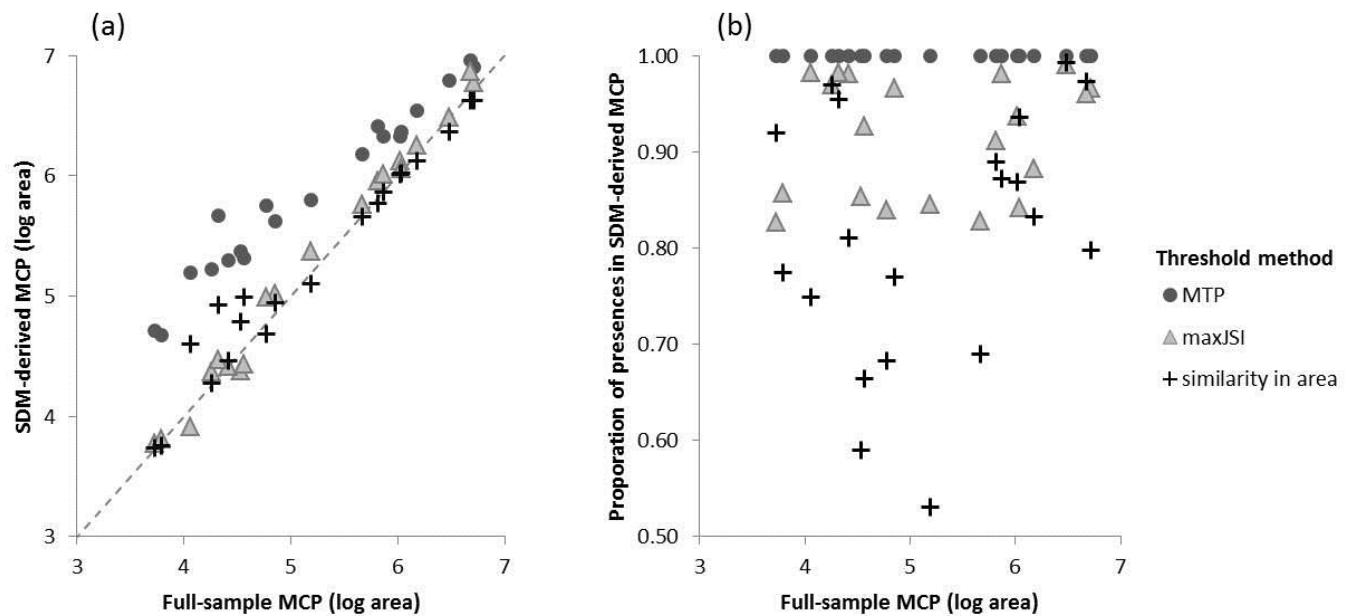 (a)
7
6
5
4
3
3 4 5 6 7
SDM-derived MCP (log area)
Full-sample MCP (log area)
(b)
1.00
0.90
0.80
0.70
0.60
0.50
3 4 5 6 7
Proporation of presences in SDM-derived MCP
Full-sample MCP (log area)
Threshold method
MTP
maxJSI
similarity in area